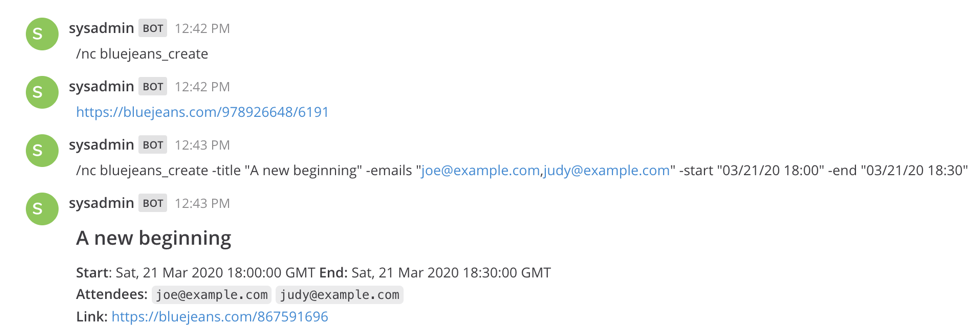 S
sysadmin BOT 12:42 PM
/nc bluejeans_create
S
sysadmin BOT 12:42 PM
https://bluejeans.com/978926648/6191
S
sysadmin BOT 12:43 PM
/nc bluejeans_create -title "A new beginning" -emails "joe@example.com,judy@example.com" -start "03/21/20 18:00" -end "03/21/20 18:30"
S
sysadmin BOT 12:43 PM
A new beginning
Start: Sat, 21 Mar 2020 18:00:00 GMT End: Sat, 21 Mar 2020 18:30:00 GMT
Attendees: joe@example.com judy@example.com
Link: https://bluejeans.com/867591696